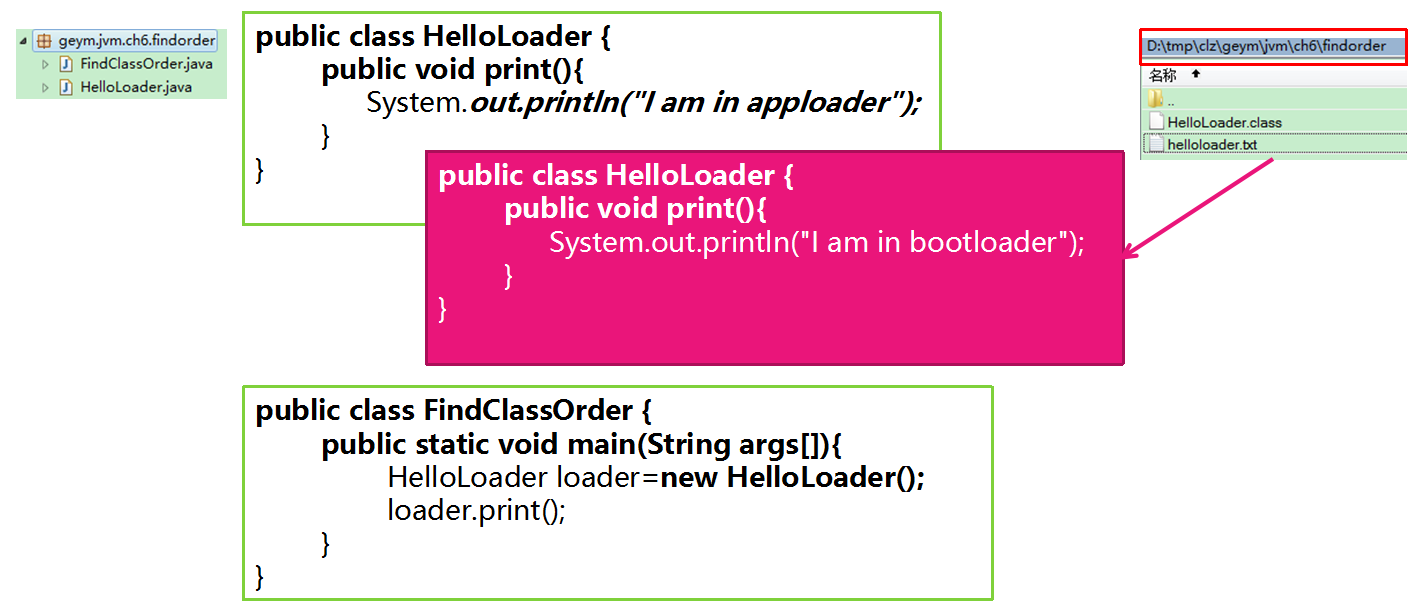 geym.jvm.ch6.findorder
FindClassOrder.java
HelloLoader.java
public class HelloLoader {
public void print(){
System.out.println("I am in apploader");
}
}
public class HelloLoader {
public void print(){
System.out.println("I am in bootloader");
}
}
D:\tmp\clz\geym\jvm\ch6\findorder
名称
..
HelloLoader.class
helloloader.txt
public class FindClassOrder {
public static void main(String args[]){
HelloLoader loader=new HelloLoader();
loader.print();
}
}